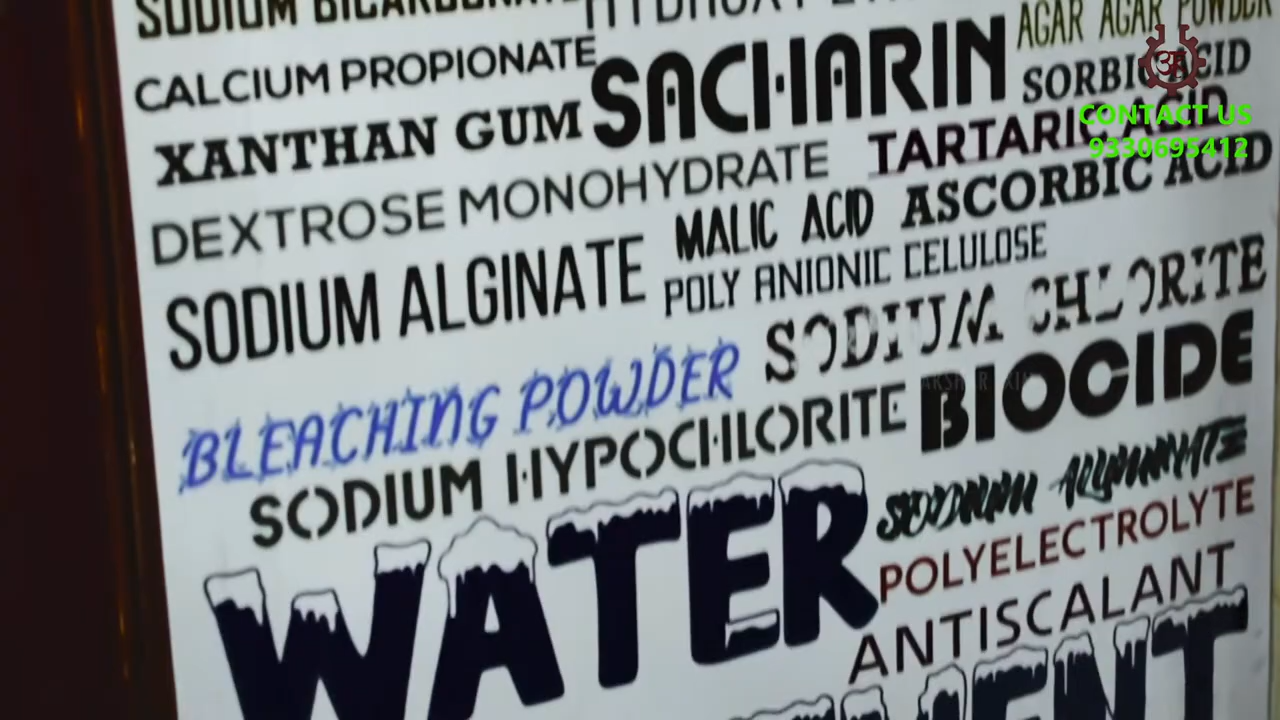 SODIUM BICARBONATE
AGAR AGAR POWDER
CALCIUM PROPIONATE
SACHARIN
SORBIC ACID
CONTACT US
9330695412
XANTHAN GUM
TARTARIC ACID
DEXTROSE MONOHYDRATE
MALIC ACID
ASCORBIC ACID
SODIUM ALGINATE
POLY ANIONIC CELULOSE
SODIUM CHLORITE
BLEACHING POWDER
BIOCIDE
SODIUM HYPOCHLORITE
SODIUM ALUMINATE
WATER
POLYELECTROLYTE
ANTISCALANT